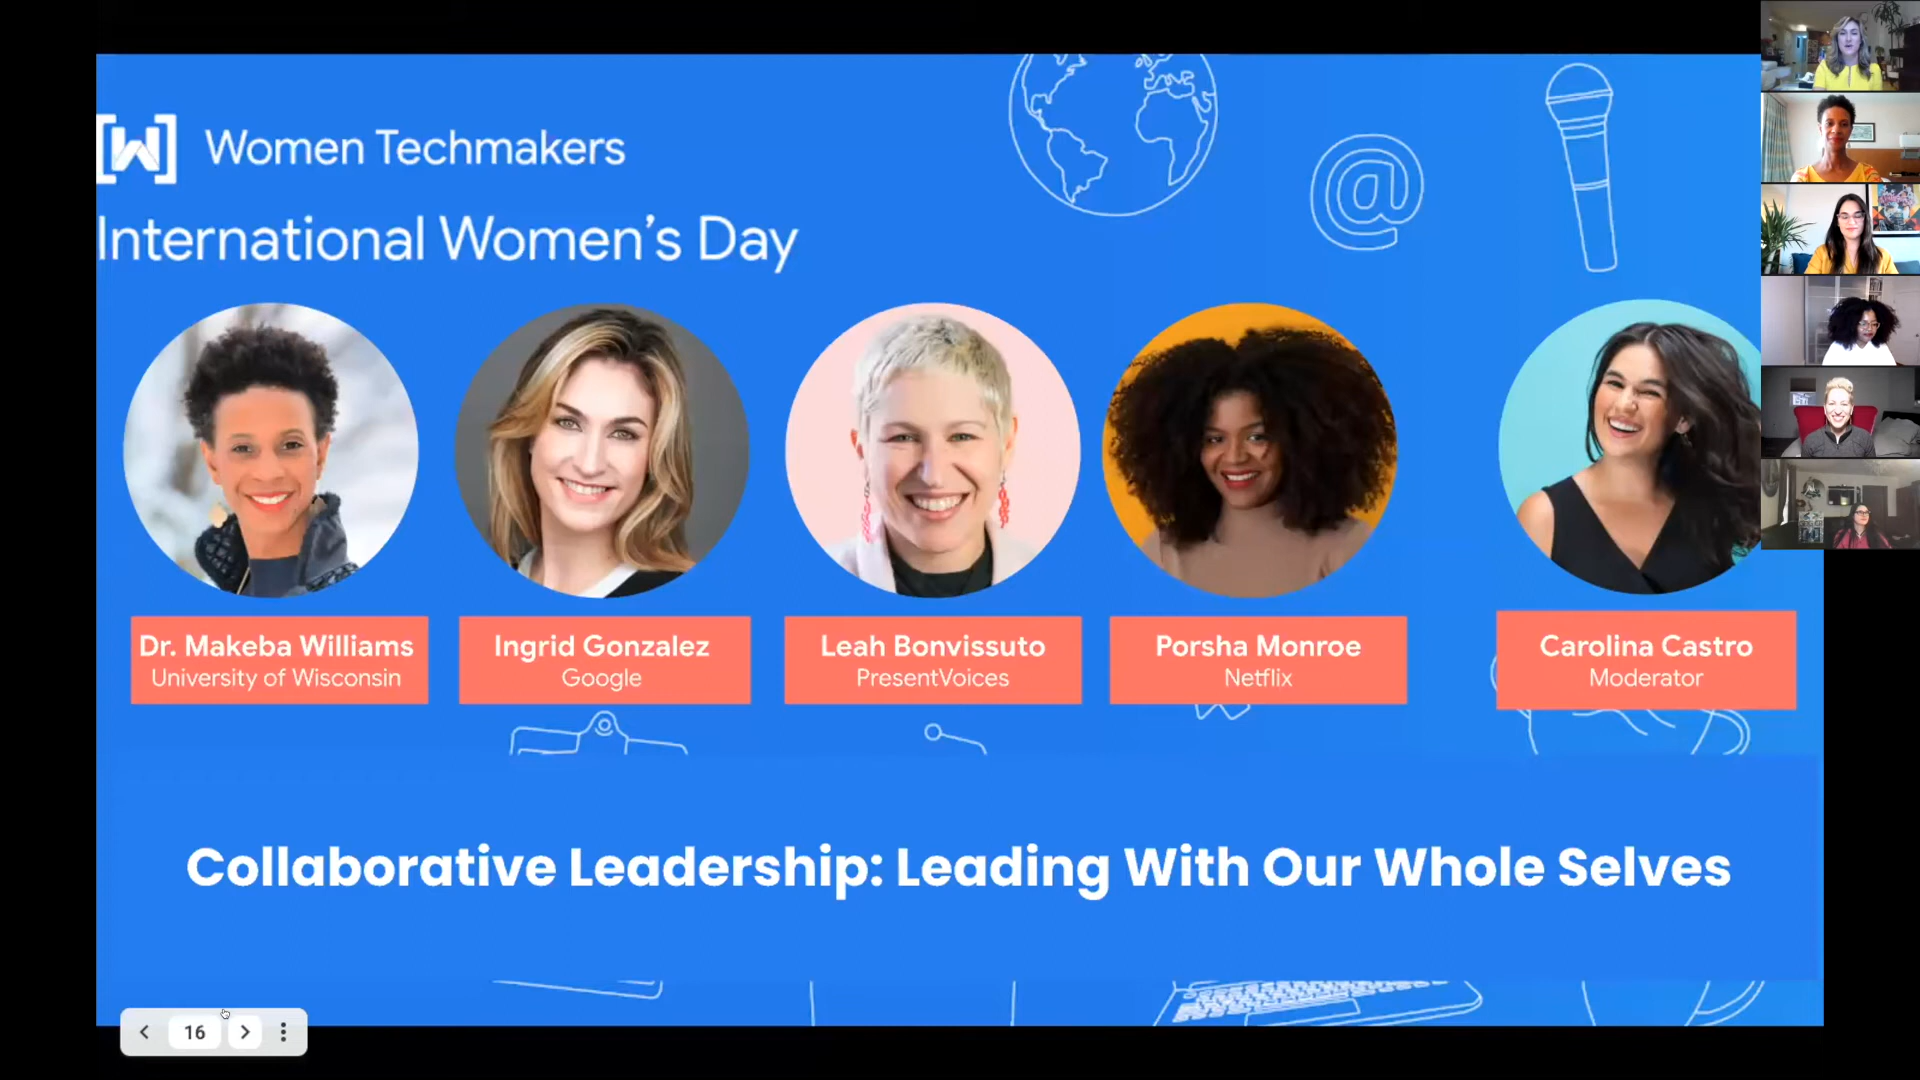 [W] Women Techmakers
International Women's Day
Dr. Makeba Williams
University of Wisconsin
Ingrid Gonzalez
Google
Leah Bonvissuto
PresentVoices
Porsha Monroe
Netflix
Carolina Castro
Moderator
@
Collaborative Leadership: Leading With Our Whole Selves
16